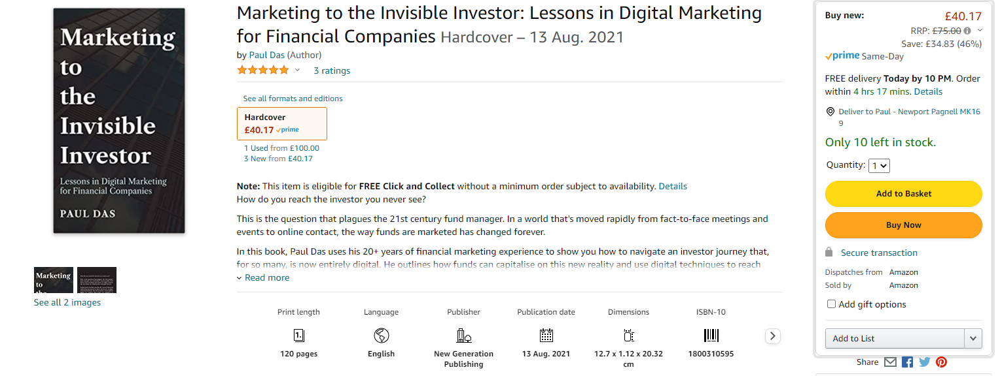 Marketing
to
the
Invisible
Investor
Lessons in Digital Marketing
for Financial Companies
PAUL DAS
Marketing
to
the
See all 2 images
Marketing to the Invisible Investor: Lessons in Digital Marketing
for Financial Companies Hardcover – 13 Aug. 2021
by Paul Das (Author)
3 ratings
See all formats and editions
Hardcover
£40.17 prime
1 Used from £100.00
3 New from £40.17
Note: This item is eligible for FREE Click and Collect without a minimum order subject to availability. Details
How do you reach the investor you never see?
This is the question that plagues the 21st century fund manager. In a world that's moved rapidly from fact-to-face meetings and
events to online contact, the way funds are marketed has changed forever.
In this book, Paul Das uses his 20+ years of financial marketing experience to show you how to navigate an investor journey that,
for so many, is now entirely digital. He outlines how funds can capitalise on this new reality and use digital techniques to reach
Read more
Print length
1.
120 pages
Language
English
Publisher
New Generation
Publishing
Publication date
13 Aug. 2021
Dimensions
12.7 x 1.12 x 20.32
cm
ISBN-10
1800310595
Buy new: £40.17
RRP: £75.00
Save: £34.83 (46%)
prime Same-Day
FREE delivery Today by 10 PM. Order
within 4 hrs 17 mins. Details
Deliver to Paul - Newport Pagnell MK16
9
Only 10 left in stock.
Quantity: 1
Add to Basket
Buy Now
Secure transaction
Dispatches from Amazon
Sold by Amazon
Add gift options
Add to List
Share